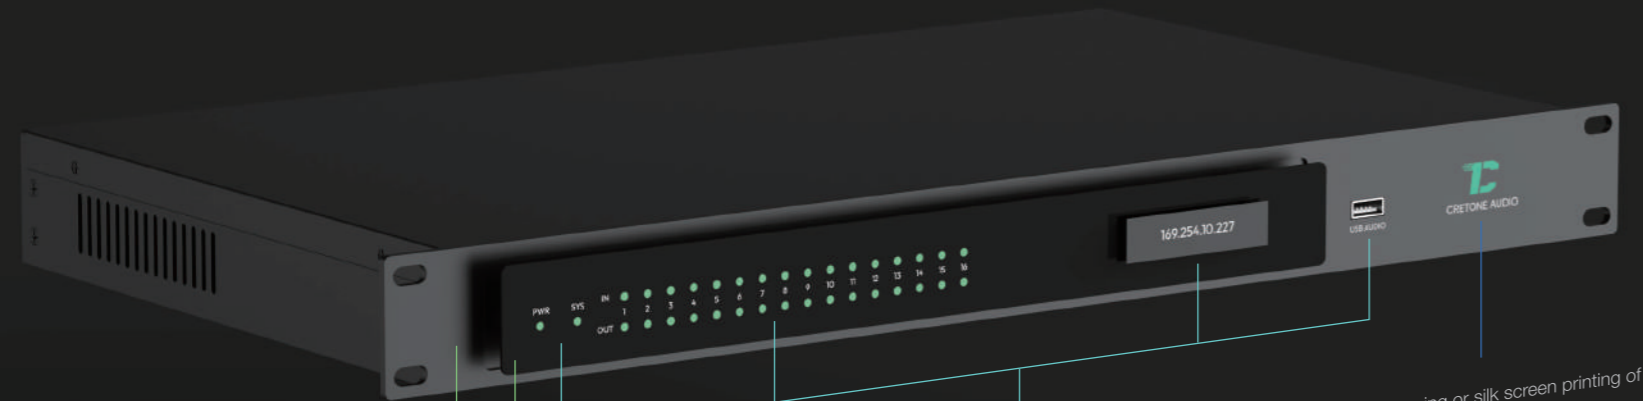 PWR
SYS
IN
1 2 3 4 5 6 7 8 9 10 11 12 13 14 15 16
OUT
169.254.10.227
USB AUDIO
CRETONE AUDIO
or silk screen printing of